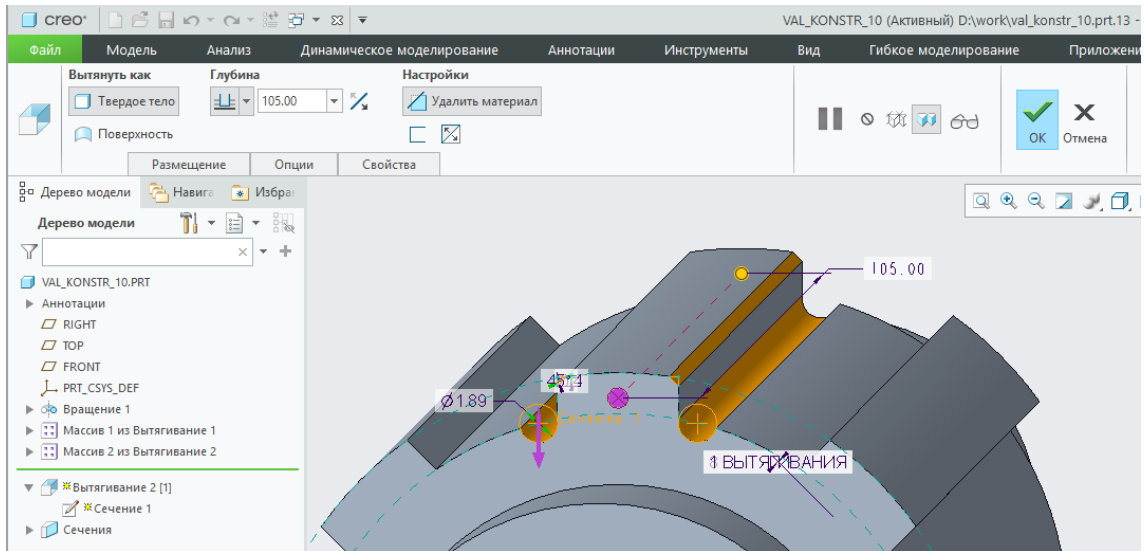 creo®
VAL_KONSTR_10 (Активный) D:\work\val_konstr_10.prt.13 -
Файл Модель Анализ Динамическое моделирование Аннотации Инструменты Вид Гибкое моделирование Приложени
Вытянуть как Глубина Настройки
Твердое тело 105.00 Удалить материал
Поверхность
OK Отмена
Размещение Опции Свойства
Дерево модели Навига Избра
Дерево модели
VAL_KONSTR_10.PRT
Аннотации
RIGHT
TOP
FRONT
PRT_CSYS_DEF
Вращение 1
Массив 1 из Вытягивание 1
Массив 2 из Вытягивание 2
Вытягивание 2 [1]
Сечение 1
Сечения
105.00
Ø1.89
ВЫТЯГИВАНИЯ